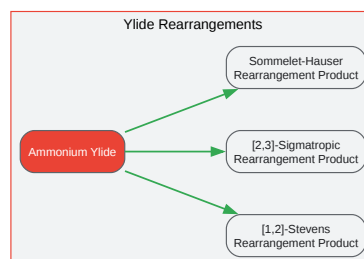 Ylide Rearrangements
Sommelet-Hauser
Rearrangement Product
Ammonium Ylide
[2,3]-Sigmatropic
Rearrangement Product
[1,2]-Stevens
Rearrangement Product